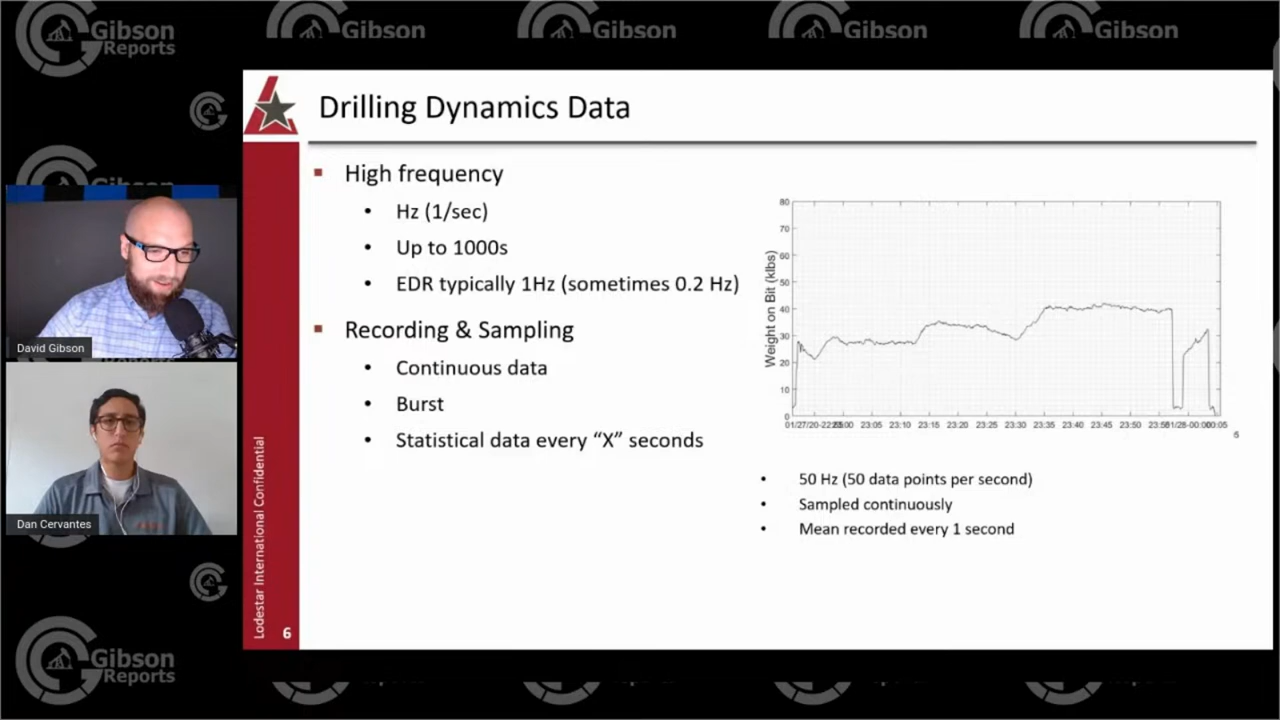 Gibson
Reports
Gibson
Gibson
Gibson
Gibson
Gibson
David Gibson
Dan Cervantes
Gibson
Reports
Drilling Dynamics Data
High frequency
• Hz (1/sec)
• Up to 1000s
• EDR typically 1Hz (sometimes 0.2 Hz)
Recording & Sampling
• Continuous data
• Burst
• Statistical data every “X” seconds
Lodestar International Confidential
6
Weight on Bit (klbs)
80
70
60
50
40
30
20
10
0
23:05 23:10 23:15 23:20 23:25 23:30 23:35 23:40 23:45 23:50
6
• 50 Hz (50 data points per second)
• Sampled continuously
• Mean recorded every 1 second